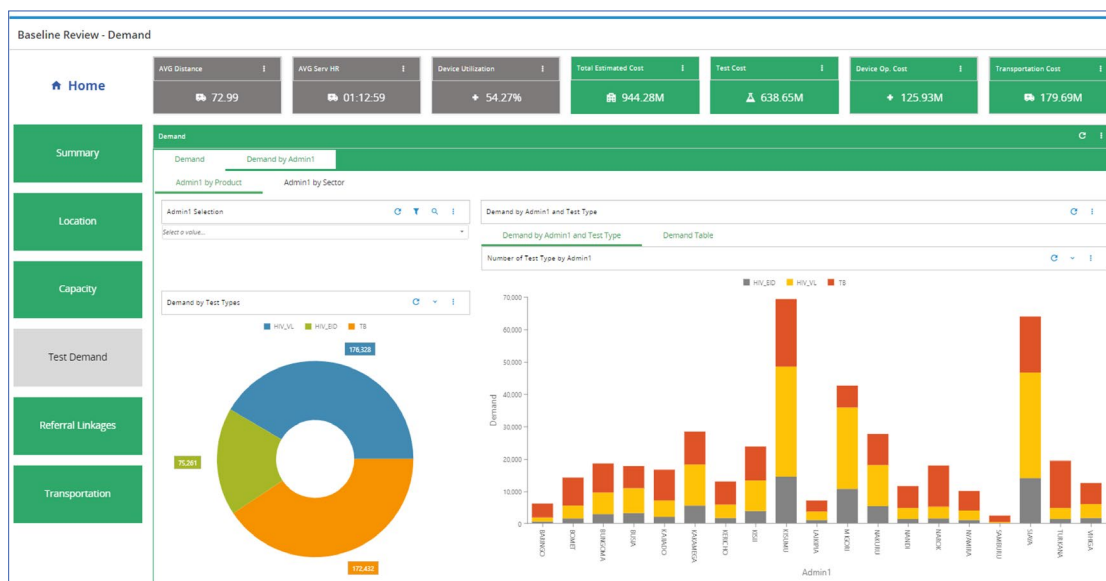 Baseline Review - Demand
Home
AVG Distance
72.99
AVG Serv HR
01:12:59
Device Utilization
54.27%
Total Estimated Cost
944.28M
Test Cost
638.65M
Device Op. Cost
125.93M
Transportation Cost
179.69M
Summary
Location
Capacity
Test Demand
Referral Linkages
Transportation
Demand
Demand Demand by Admin1
Admin1 by Product Admin1 by Sector
Admin1 Selection
Select a value...
Demand by Test Types
HIV_VL HIV_EID TB
176,328
75,201
172,432
Demand by Admin1 and Test Type
Demand by Admin1 and Test Type Demand Table
Number of Test Type by Admin1
HIV_EID HIV_VL TB
70,000
60,000
50,000
40,000
30,000
20,000
10,000
0
Demand
BARINGO
BOMET
BUNGOMA
BUSIA
KAJIADO
KAKAMEGA
KERICHO
KISII
KISUMU
LAIKIPIA
MIGORI
NAKURU
NANDI
NAROK
NYAMIRA
SAMBURU
SIAYA
TURKANA
VIHIGA
Admin1